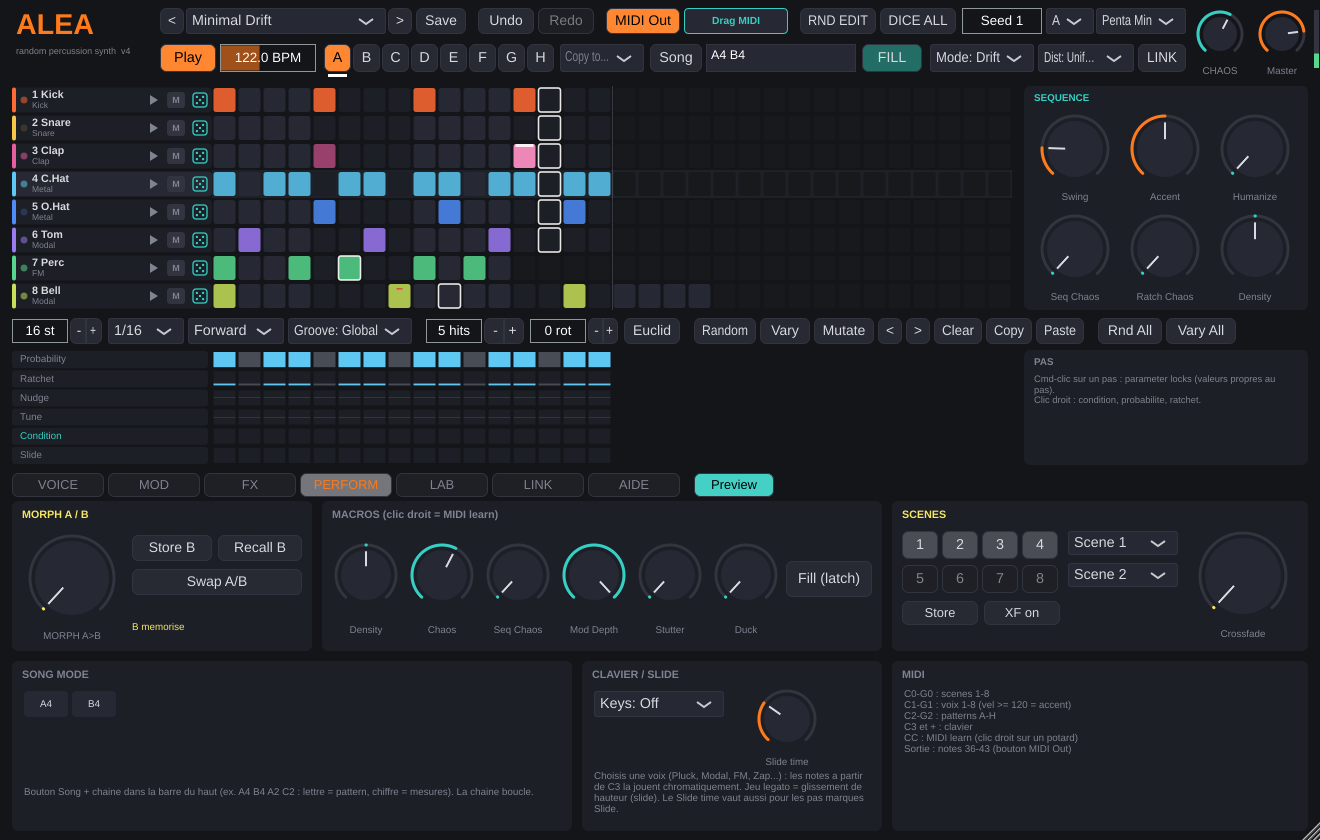 ALEA
random percussion synth v4
< Minimal Drift > Save Undo Redo MIDI Out Drag MIDI RND EDIT DICE ALL Seed 1 A Penta Min
Play 122.0 BPM A B C D E F G H Copy to... Song A4 B4 FILL Mode: Drift Dist: Unif... LINK
CHAOS Master
1 Kick
Kick
M
2 Snare
Snare
M
3 Clap
Clap
M
4 C.Hat
Metal
M
5 O.Hat
Metal
M
6 Tom
Modal
M
7 Perc
FM
M
8 Bell
Modal
M
SEQUENCE
Swing Accent Humanize
Seq Chaos Ratch Chaos Density
16 st - + 1/16 Forward Groove: Global 5 hits - + 0 rot - + Euclid Random Vary Mutate < > Clear Copy Paste Rnd All Vary All
Probability
Ratchet
Nudge
Tune
Condition
Slide
PAS
Cmd-clic sur un pas : parameter locks (valeurs propres au
pas).
Clic droit : condition, probabilite, ratchet.
VOICE MOD FX PERFORM LAB LINK AIDE Preview
MORPH A / B
Store B Recall B
Swap A/B
B memorise
MORPH A>B
MACROS (clic droit = MIDI learn)
Fill (latch)
Density Chaos Seq Chaos Mod Depth Stutter Duck
SCENES
1 2 3 4 Scene 1
5 6 7 8 Scene 2
Store XF on
Crossfade
SONG MODE
A4 B4
Bouton Song + chaine dans la barre du haut (ex. A4 B4 A2 C2 : lettre = pattern, chiffre = mesures). La chaine boucle.
CLAVIER / SLIDE
Keys: Off
Slide time
Choisis une voix (Pluck, Modal, FM, Zap...) : les notes a partir
de C3 la jouent chromatiquement. Jeu legato = glissement de
hauteur (slide). Le Slide time vaut aussi pour les pas marques
Slide.
MIDI
C0-G0 : scenes 1-8
C1-G1 : voix 1-8 (vel >= 120 = accent)
C2-G2 : patterns A-H
C3 et + : clavier
CC : MIDI learn (clic droit sur un potard)
Sortie : notes 36-43 (bouton MIDI Out)